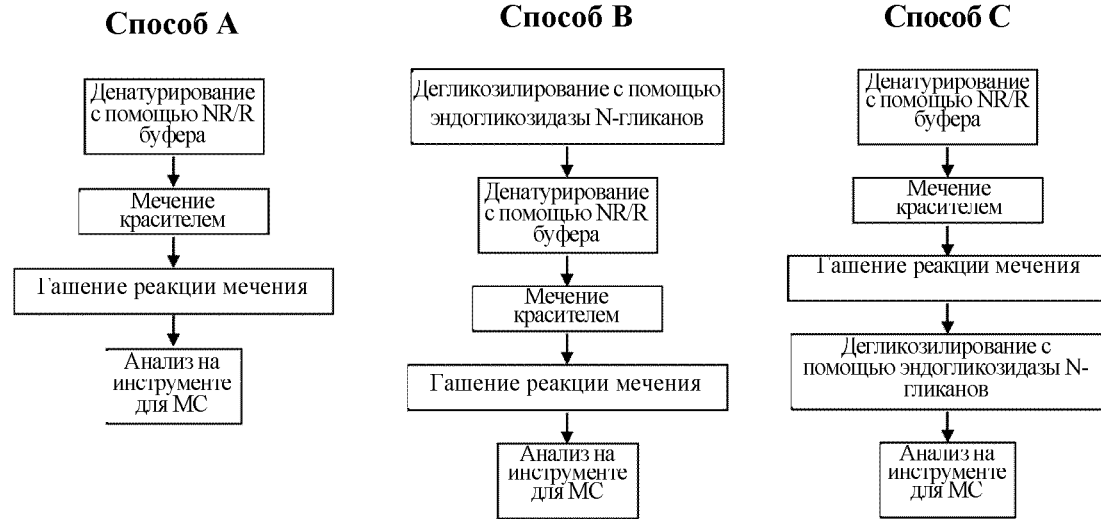 Способ А
Денатурирование
с помощью NR/R
буфера
Мечение
красителем
Гашение реакции мечения
Анализ на
инструменте
для МС
Способ В
Дегликозилирование с помощью
эндогликозидазы N-гликанов
Денатурирование
с помощью NR/R
буфера
Мечение
красителем
Гашение реакции мечения
Анализ на
инструменте
для МС
Способ С
Денатурирование
с помощью NR/R
буфера
Мечение
красителем
Гашение реакции мечения
Дегликозилирование с
помощью эндогликозидазы N-
гликанов
Анализ на
инструменте
для МС